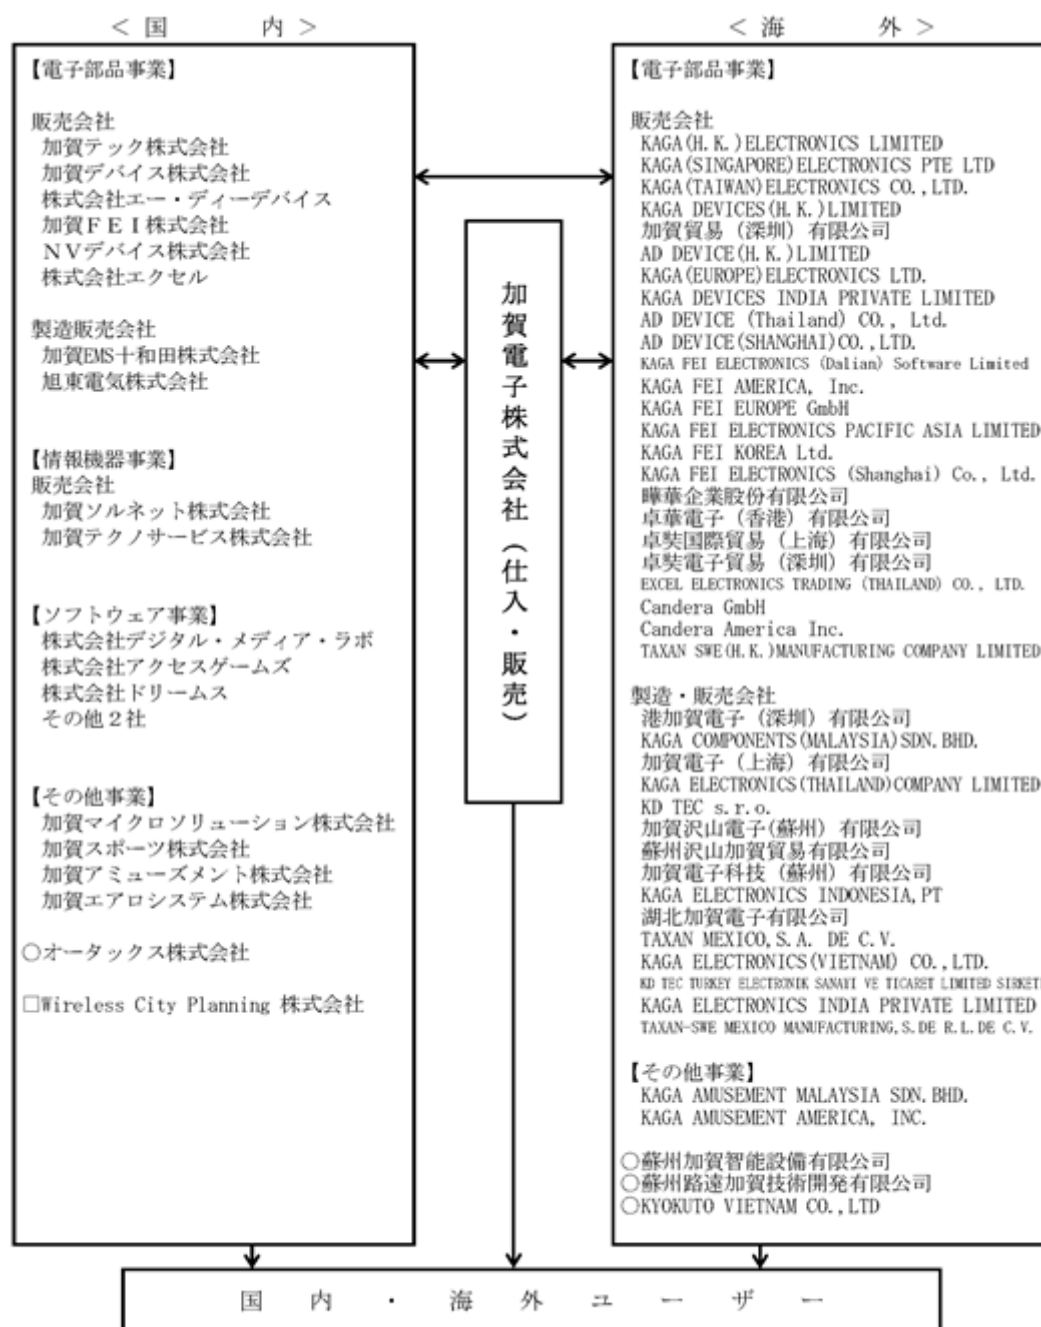 ＜国　　　内＞
【電子部品事業】
販売会社
加賀テック株式会社
加賀デバイス株式会社
株式会社エー・ディーデバイス
加賀ＦＥＩ株式会社
ＮＶデバイス株式会社
株式会社エクセル
製造販売会社
加賀EMS十和田株式会社
旭東電気株式会社
【情報機器事業】
販売会社
加賀ソルネット株式会社
加賀テクノサービス株式会社
【ソフトウェア事業】
株式会社デジタル・メディア・ラボ
株式会社アクセスゲームズ
株式会社ドリームス
その他２社
【その他事業】
加賀マイクロソリューション株式会社
加賀スポーツ株式会社
加賀アミューズメント株式会社
加賀エアロシステム株式会社
○オータックス株式会社
□Wireless City Planning 株式会社
加賀電子株式会社（仕入・販売）
＜海　　　外＞
【電子部品事業】
販売会社
KAGA(H.K.)ELECTRONICS LIMITED
KAGA(SINGAPORE)ELECTRONICS PTE LTD
KAGA(TAIWAN)ELECTRONICS CO.,LTD.
KAGA DEVICES(H.K.)LIMITED
加賀貿易（深圳）有限公司
AD DEVICE(H.K.)LIMITED
KAGA(EUROPE)ELECTRONICS LTD.
KAGA DEVICES INDIA PRIVATE LIMITED
AD DEVICE (Thailand) CO., Ltd.
AD DEVICE(SHANGHAI)CO.,LTD.
KAGA FEI ELECTRONICS (Dalian) Software Limited
KAGA FEI AMERICA, Inc.
KAGA FEI EUROPE GmbH
KAGA FEI ELECTRONICS PACIFIC ASIA LIMITED
KAGA FEI KOREA Ltd.
KAGA FEI ELECTRONICS (Shanghai) Co., Ltd.
曄華企業股份有限公司
卓華電子（香港）有限公司
卓奘国際貿易（上海）有限公司
卓奘電子貿易（深圳）有限公司
EXCEL ELECTRONICS TRADING (THAILAND) CO., LTD.
Candera GmbH
Candera America Inc.
TAXAN SWE(H.K.)MANUFACTURING COMPANY LIMITED
製造・販売会社
港加賀電子（深圳）有限公司
KAGA COMPONENTS(MALAYSIA)SDN.BHD.
加賀電子（上海）有限公司
KAGA ELECTRONICS(THAILAND)COMPANY LIMITED
KD TEC s.r.o.
加賀沢山電子(蘇州）有限公司
蘇州沢山加賀貿易有限公司
加賀電子科技（蘇州）有限公司
KAGA ELECTRONICS INDONESIA,PT
湖北加賀電子有限公司
TAXAN MEXICO,S.A. DE C.V.
KAGA ELECTRONICS(VIETNAM) CO.,LTD.
KD TEC TURKEY ELECTRONIK SANAYI VE TICARET LIMITED SIRKETI
KAGA ELECTRONICS INDIA PRIVATE LIMITED
TAXAN-SWE MEXICO MANUFACTURING,S.DE R.L.DE C.V.
【その他事業】
KAGA AMUSEMENT MALAYSIA SDN.BHD.
KAGA AMUSEMENT AMERICA, INC.
○蘇州加賀智能設備有限公司
○蘇州路遠加賀技術開発有限公司
○KYOKUTO VIETNAM CO.,LTD
国　内　・　海　外　ユ　ー　ザ　ー